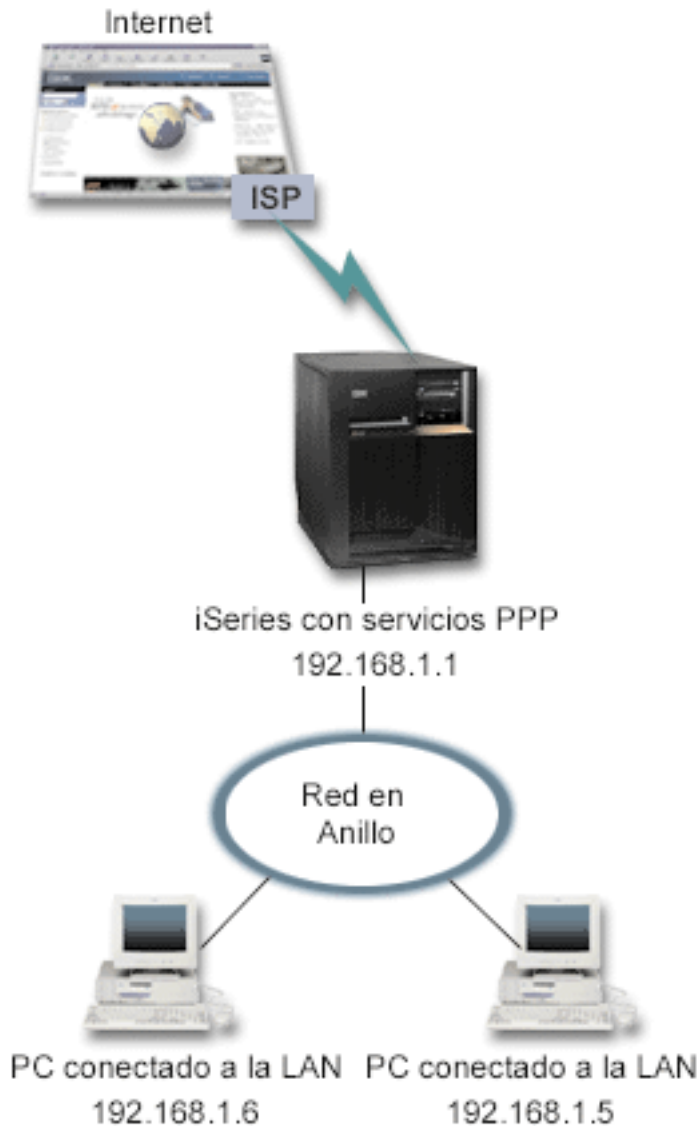 Internet
ISP
iSeries con servicios PPP
192.168.1.1
Red en
Anillo
PC conectado a la LAN
192.168.1.6
PC conectado a la LAN
192.168.1.5